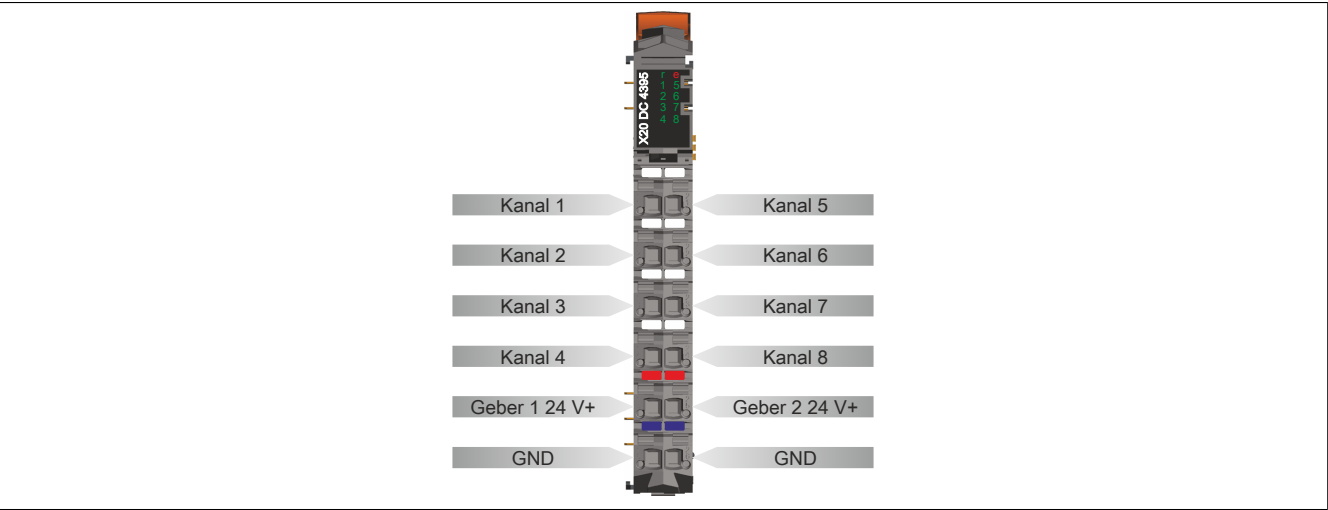 X20 DC 4395
r e
1 5
2 6
3 7
4 8
Kanal 1 Kanal 5
Kanal 2 Kanal 6
Kanal 3 Kanal 7
Kanal 4 Kanal 8
Geber 1 24 V+ Geber 2 24 V+
GND GND